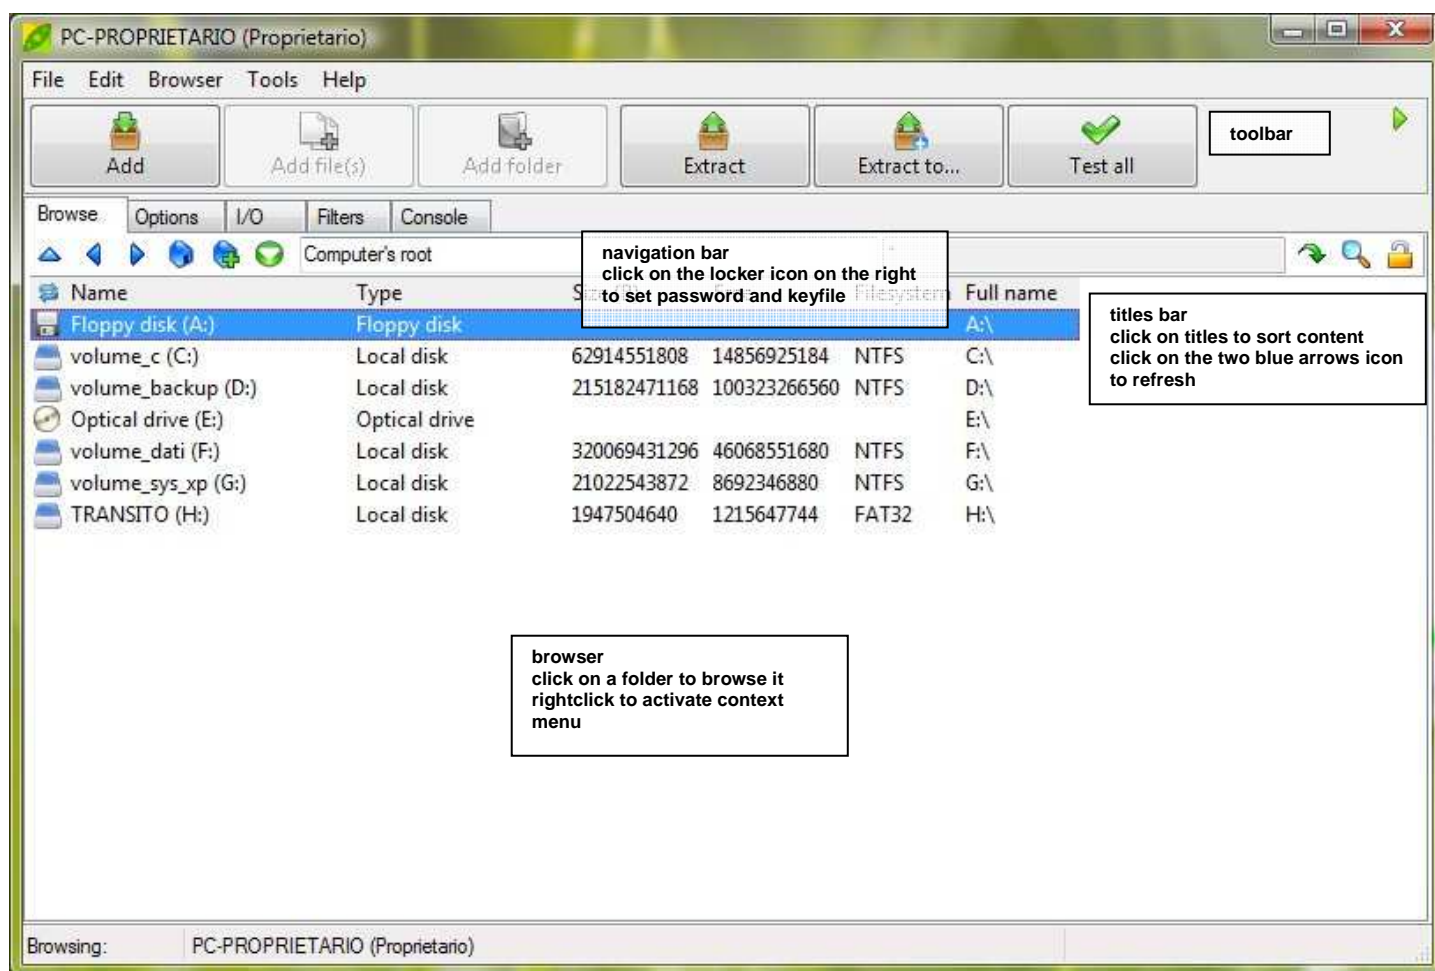 PC-PROPRIETARIO (Proprietario)
File Edit Browser Tools Help
Add Add file(s) Add folder Extract Extract to... Test all
toolbar
Browse Options I/O Filters Console
Computer's root
navigation bar
click on the locker icon on the right
to set password and keyfile
Name Type Filesystem Full name
titles bar
click on titles to sort content
click on the two blue arrows icon
to refresh
Floppy disk (A:) Floppy disk A:\
volume_c (C:) Local disk 62914551808 14856925184 NTFS C:\
volume_backup (D:) Local disk 215182471168 100323266560 NTFS D:\
Optical drive (E:) Optical drive E:\
volume_dati (F:) Local disk 320069431296 46068551680 NTFS F:\
volume_sys_xp (G:) Local disk 21022543872 8692346880 NTFS G:\
TRANSITO (H:) Local disk 1947504640 1215647744 FAT32 H:\
browser
click on a folder to browse it
rightclick to activate context
menu
Browsing: PC-PROPRIETARIO (Proprietario)